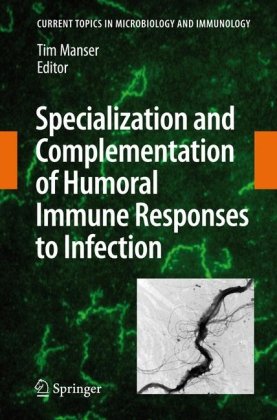 CURRENT TOPICS IN MICROBIOLOGY AND IMMUNOLOGY
Tim Manser
Editor
Specialization and
Complementation
of Humoral
Immune Responses
to Infection
Springer